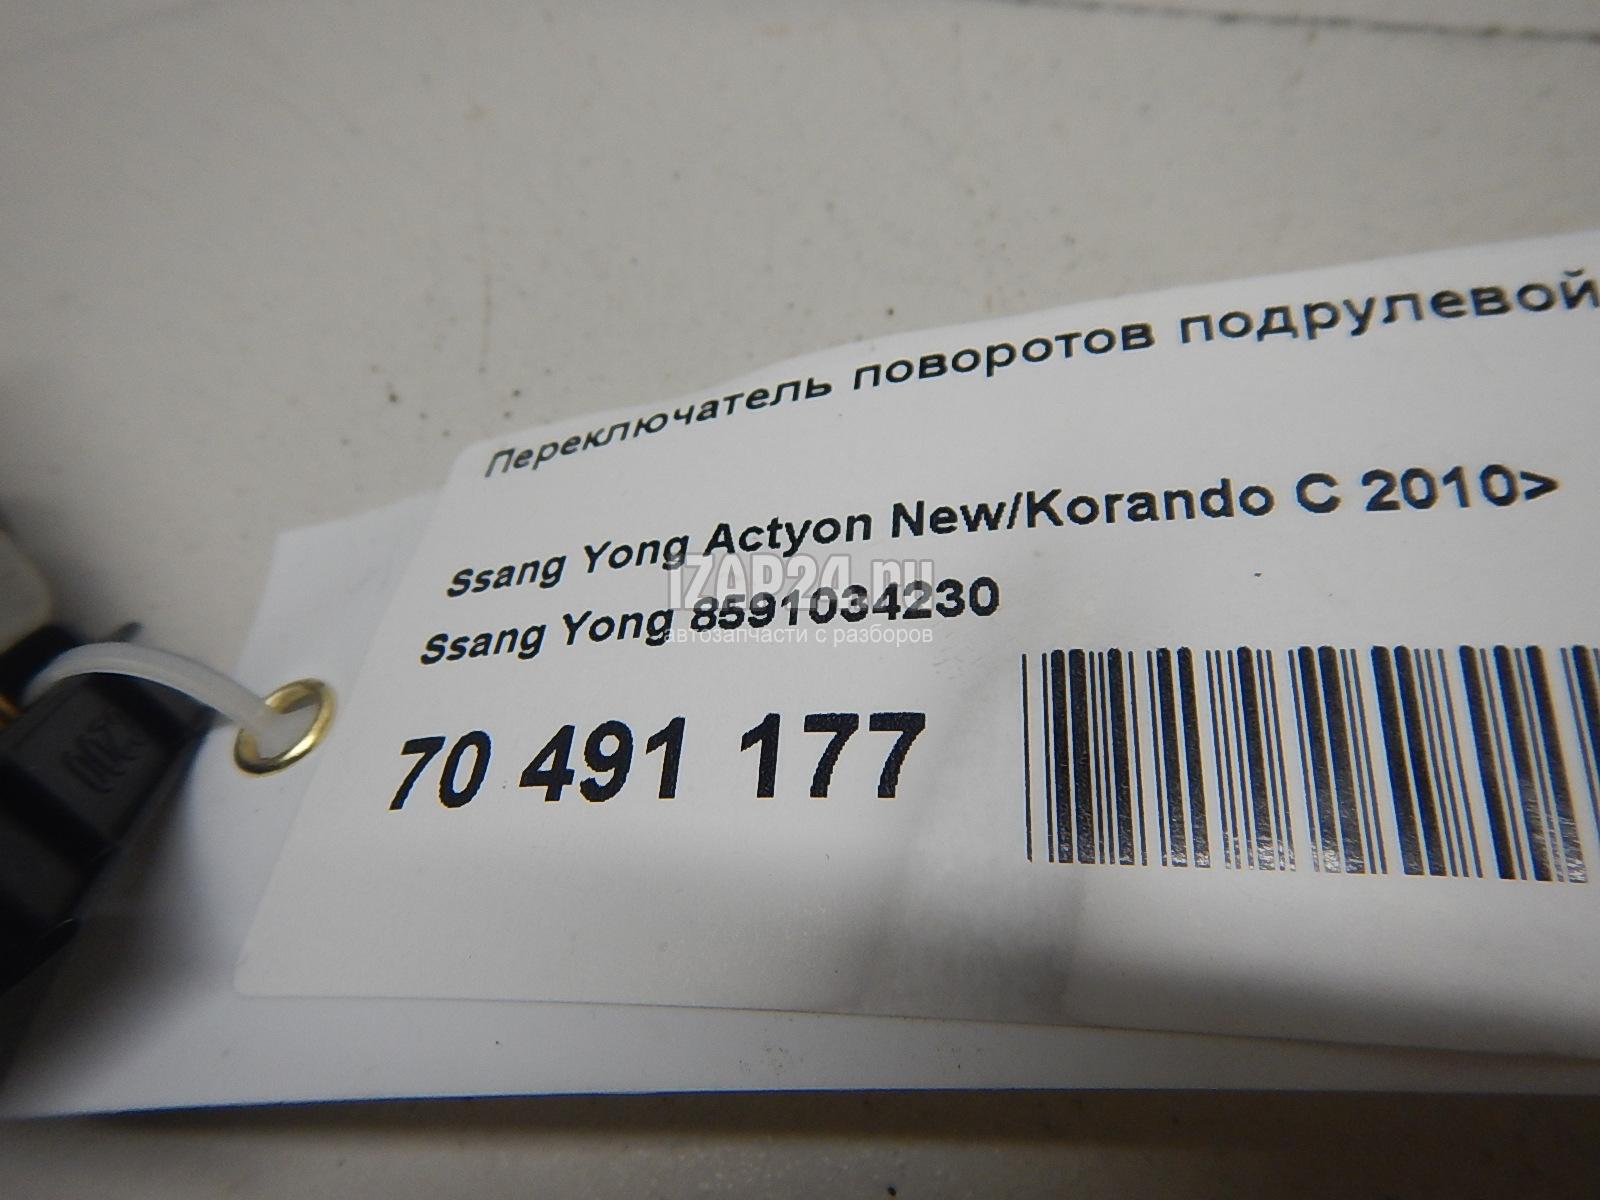 Переключатель поворотов подрулевой
Ssang Yong Actyon New/Korando C 2010>
IZAP24.ru
Ssang Yong 8591034230
автозапчасти с разборов
70 491 177